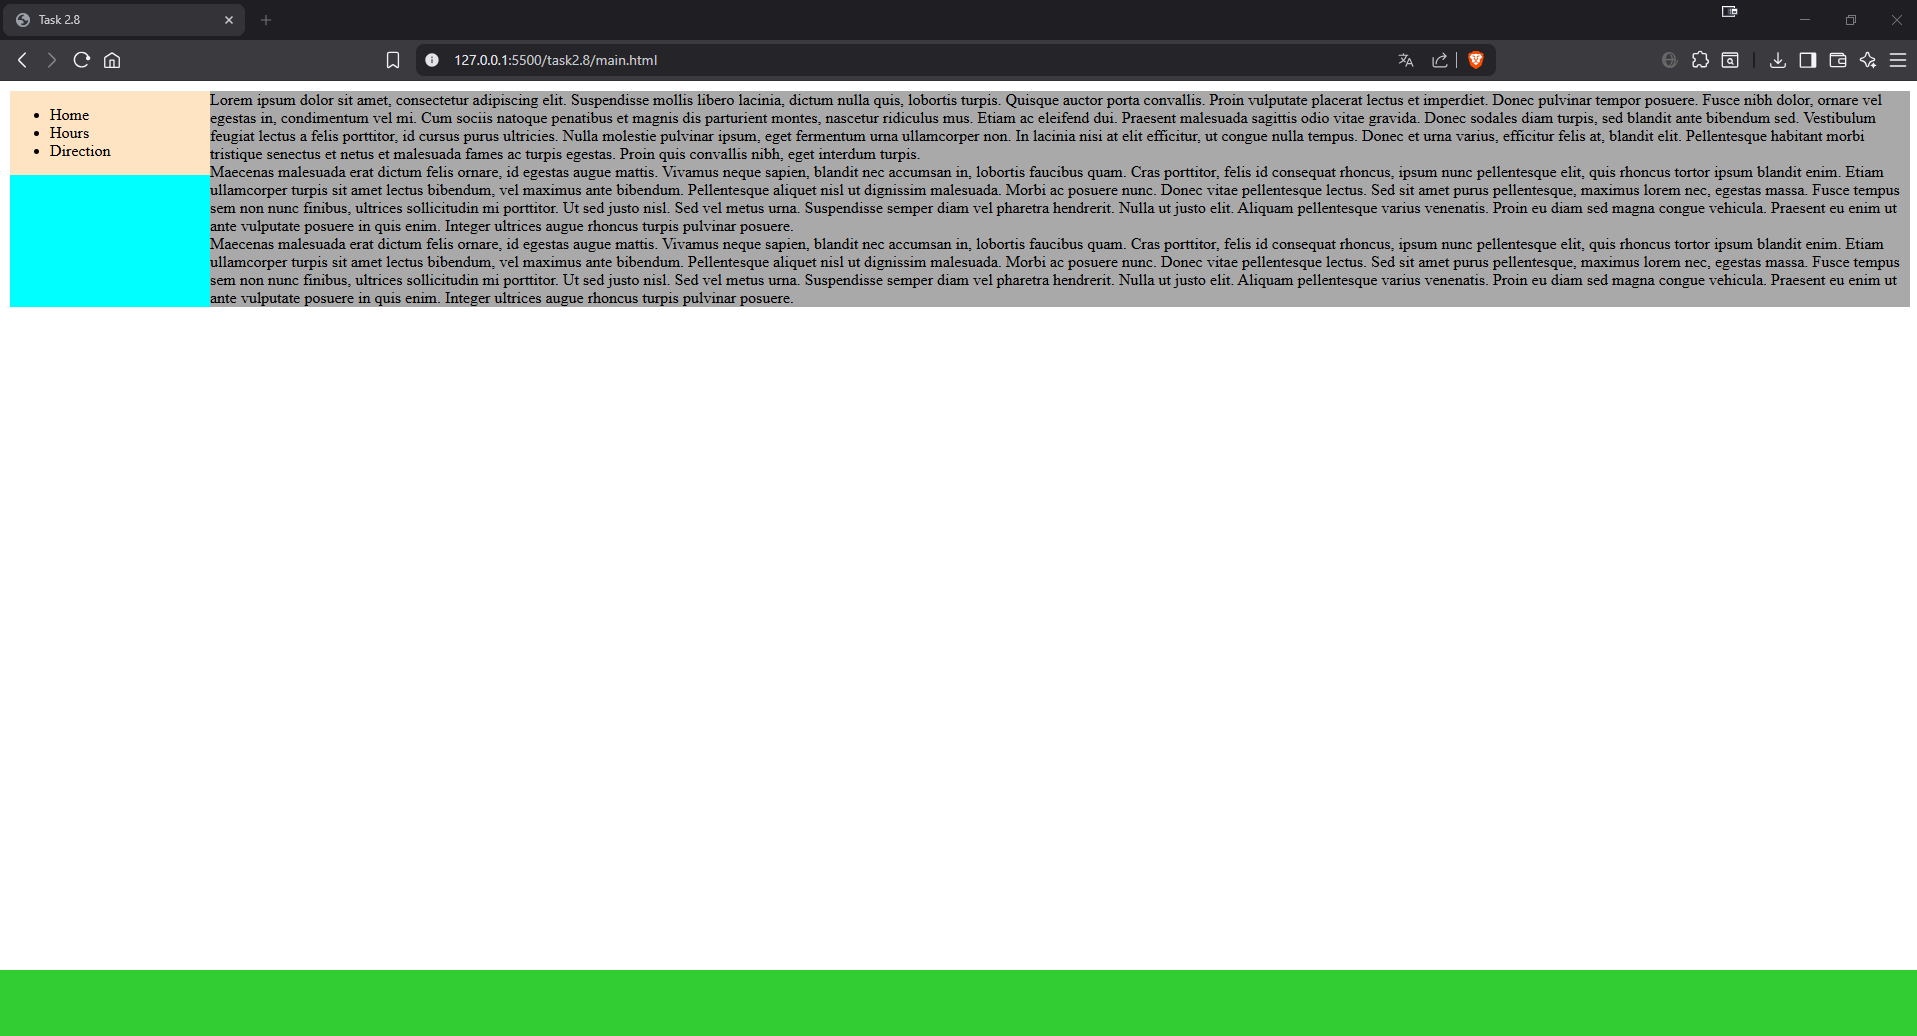 Task 2.8
127.0.0.1:5500/task2.8/main.html
Home
Hours
Direction
Lorem ipsum dolor sit amet, consectetur adipiscing elit. Suspendisse mollis libero lacinia, dictum nulla quis, lobortis turpis. Quisque auctor porta convallis. Proin vulputate placerat lectus et imperdiet. Donec pulvinar tempor posuere. Fusce nibh dolor, ornare vel
egestas in, condimentum vel mi. Cum sociis natoque penatibus et magnis dis parturient montes, nascetur ridiculus mus. Etiam ac eleifend dui. Praesent malesuada sagittis odio vitae gravida. Donec sodales diam turpis, sed blandit ante bibendum sed. Vestibulum
feugiat lectus a felis porttitor, id cursus purus ultricies. Nulla molestie pulvinar ipsum, eget fermentum urna ullamcorper non. In lacinia nisi at elit efficitur, ut congue nulla tempus. Donec et urna varius, efficitur felis at, blandit elit. Pellentesque habitant morbi
tristique senectus et netus et malesuada fames ac turpis egestas. Proin quis convallis nibh, eget interdum turpis.
Maecenas malesuada erat dictum felis ornare, id egestas augue mattis. Vivamus neque sapien, blandit nec accumsan in, lobortis faucibus quam. Cras porttitor, felis id consequat rhoncus, ipsum nunc pellentesque elit, quis rhoncus tortor ipsum blandit enim. Etiam
ullamcorper turpis sit amet lectus bibendum, vel maximus ante bibendum. Pellentesque aliquet nisl ut dignissim malesuada. Morbi ac posuere nunc. Donec vitae pellentesque lectus. Sed sit amet purus pellentesque, maximus lorem nec, egestas massa. Fusce tempus
sem non nunc finibus, ultrices sollicitudin mi porttitor. Ut sed justo nisl. Sed vel metus urna. Suspendisse semper diam vel pharetra hendrerit. Nulla ut justo elit. Aliquam pellentesque varius venenatis. Proin eu diam sed magna congue vehicula. Praesent eu enim ut
ante vulputate posuere in quis enim. Integer ultrices augue rhoncus turpis pulvinar posuere.
Maecenas malesuada erat dictum felis ornare, id egestas augue mattis. Vivamus neque sapien, blandit nec accumsan in, lobortis faucibus quam. Cras porttitor, felis id consequat rhoncus, ipsum nunc pellentesque elit, quis rhoncus tortor ipsum blandit enim. Etiam
ullamcorper turpis sit amet lectus bibendum, vel maximus ante bibendum. Pellentesque aliquet nisl ut dignissim malesuada. Morbi ac posuere nunc. Donec vitae pellentesque lectus. Sed sit amet purus pellentesque, maximus lorem nec, egestas massa. Fusce tempus
sem non nunc finibus, ultrices sollicitudin mi porttitor. Ut sed justo nisl. Sed vel metus urna. Suspendisse semper diam vel pharetra hendrerit. Nulla ut justo elit. Aliquam pellentesque varius venenatis. Proin eu diam sed magna congue vehicula. Praesent eu enim ut
ante vulputate posuere in quis enim. Integer ultrices augue rhoncus turpis pulvinar posuere.